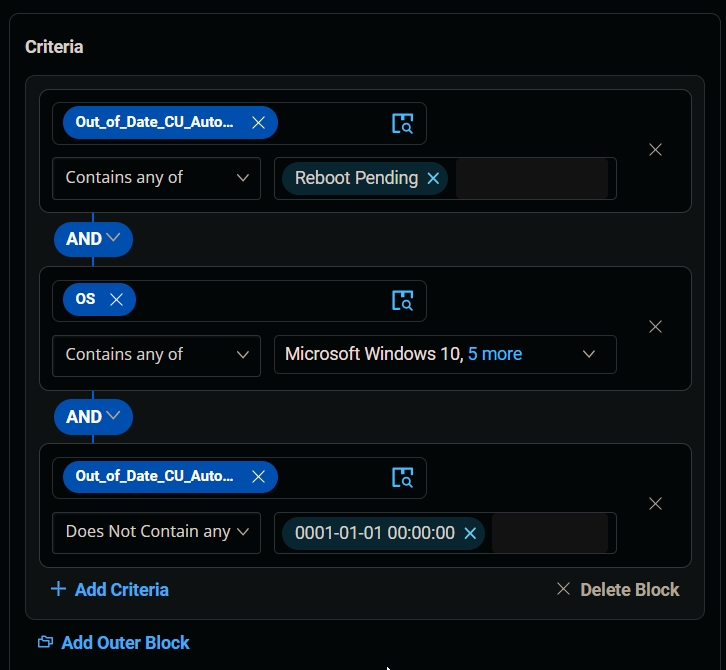 Criteria
Out_of_Date_CU_Auto...
Contains any of
Reboot Pending
AND
OS
Contains any of
Microsoft Windows 10, 5 more
AND
Out_of_Date_CU_Auto...
Does Not Contain any
0001-01-01 00:00:00
Add Criteria
Delete Block
Add Outer Block